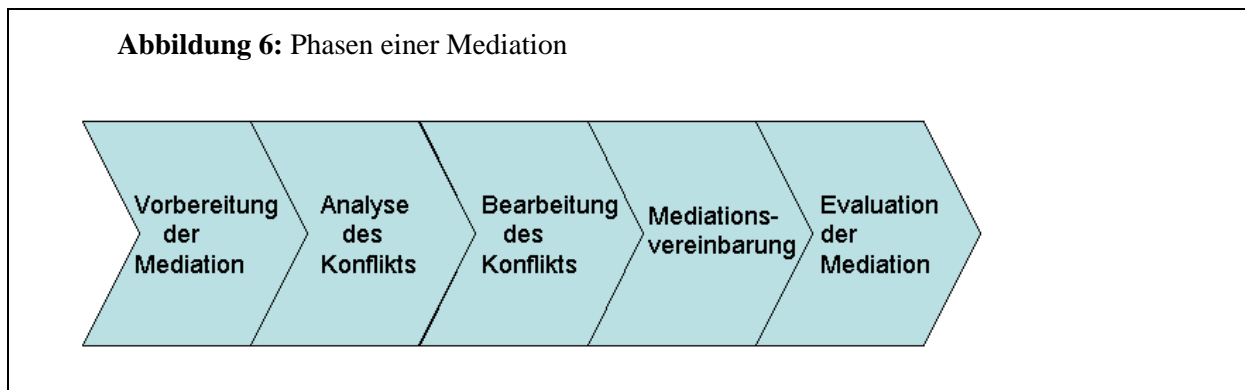 Abbildung 6: Phasen einer Mediation
Vorbereitung
der
Mediation
Analyse
des
Konflikts
Bearbeitung
des
Konflikts
Mediations-
vereinbarung
Evaluation
der
Mediation